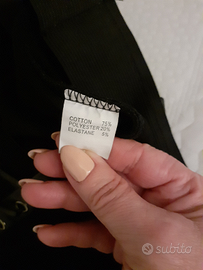 COTTON 75%
POLYESTER 20%
ELASTANE 5%
subito